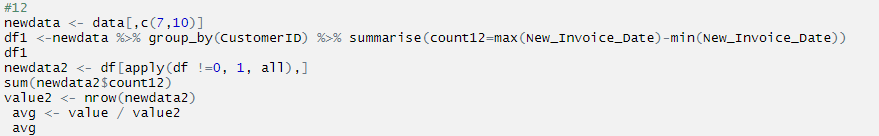 #12
newdata <- data[,c(7,10)]
df1 <-newdata %>% group_by(CustomerID) %>% summarise(count12=max(New_Invoice_Date)-min(New_Invoice_Date))
df1
newdata2 <- df[apply(df !=0, 1, all),]
sum(newdata2$count12)
value2 <- nrow(newdata2)
avg <- value / value2
avg